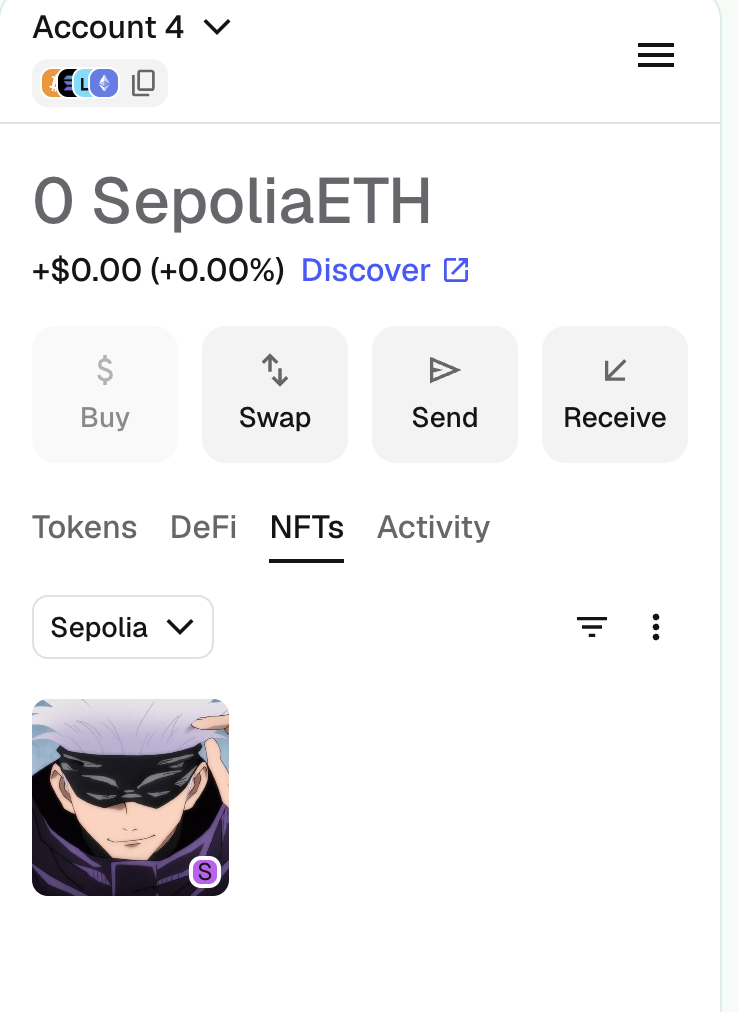 Account 4
L
0 SepoliaETH
+$0.00 (+0.00%) Discover
$
Buy Swap Send Receive
Tokens DeFi NFTs Activity
Sepolia
S